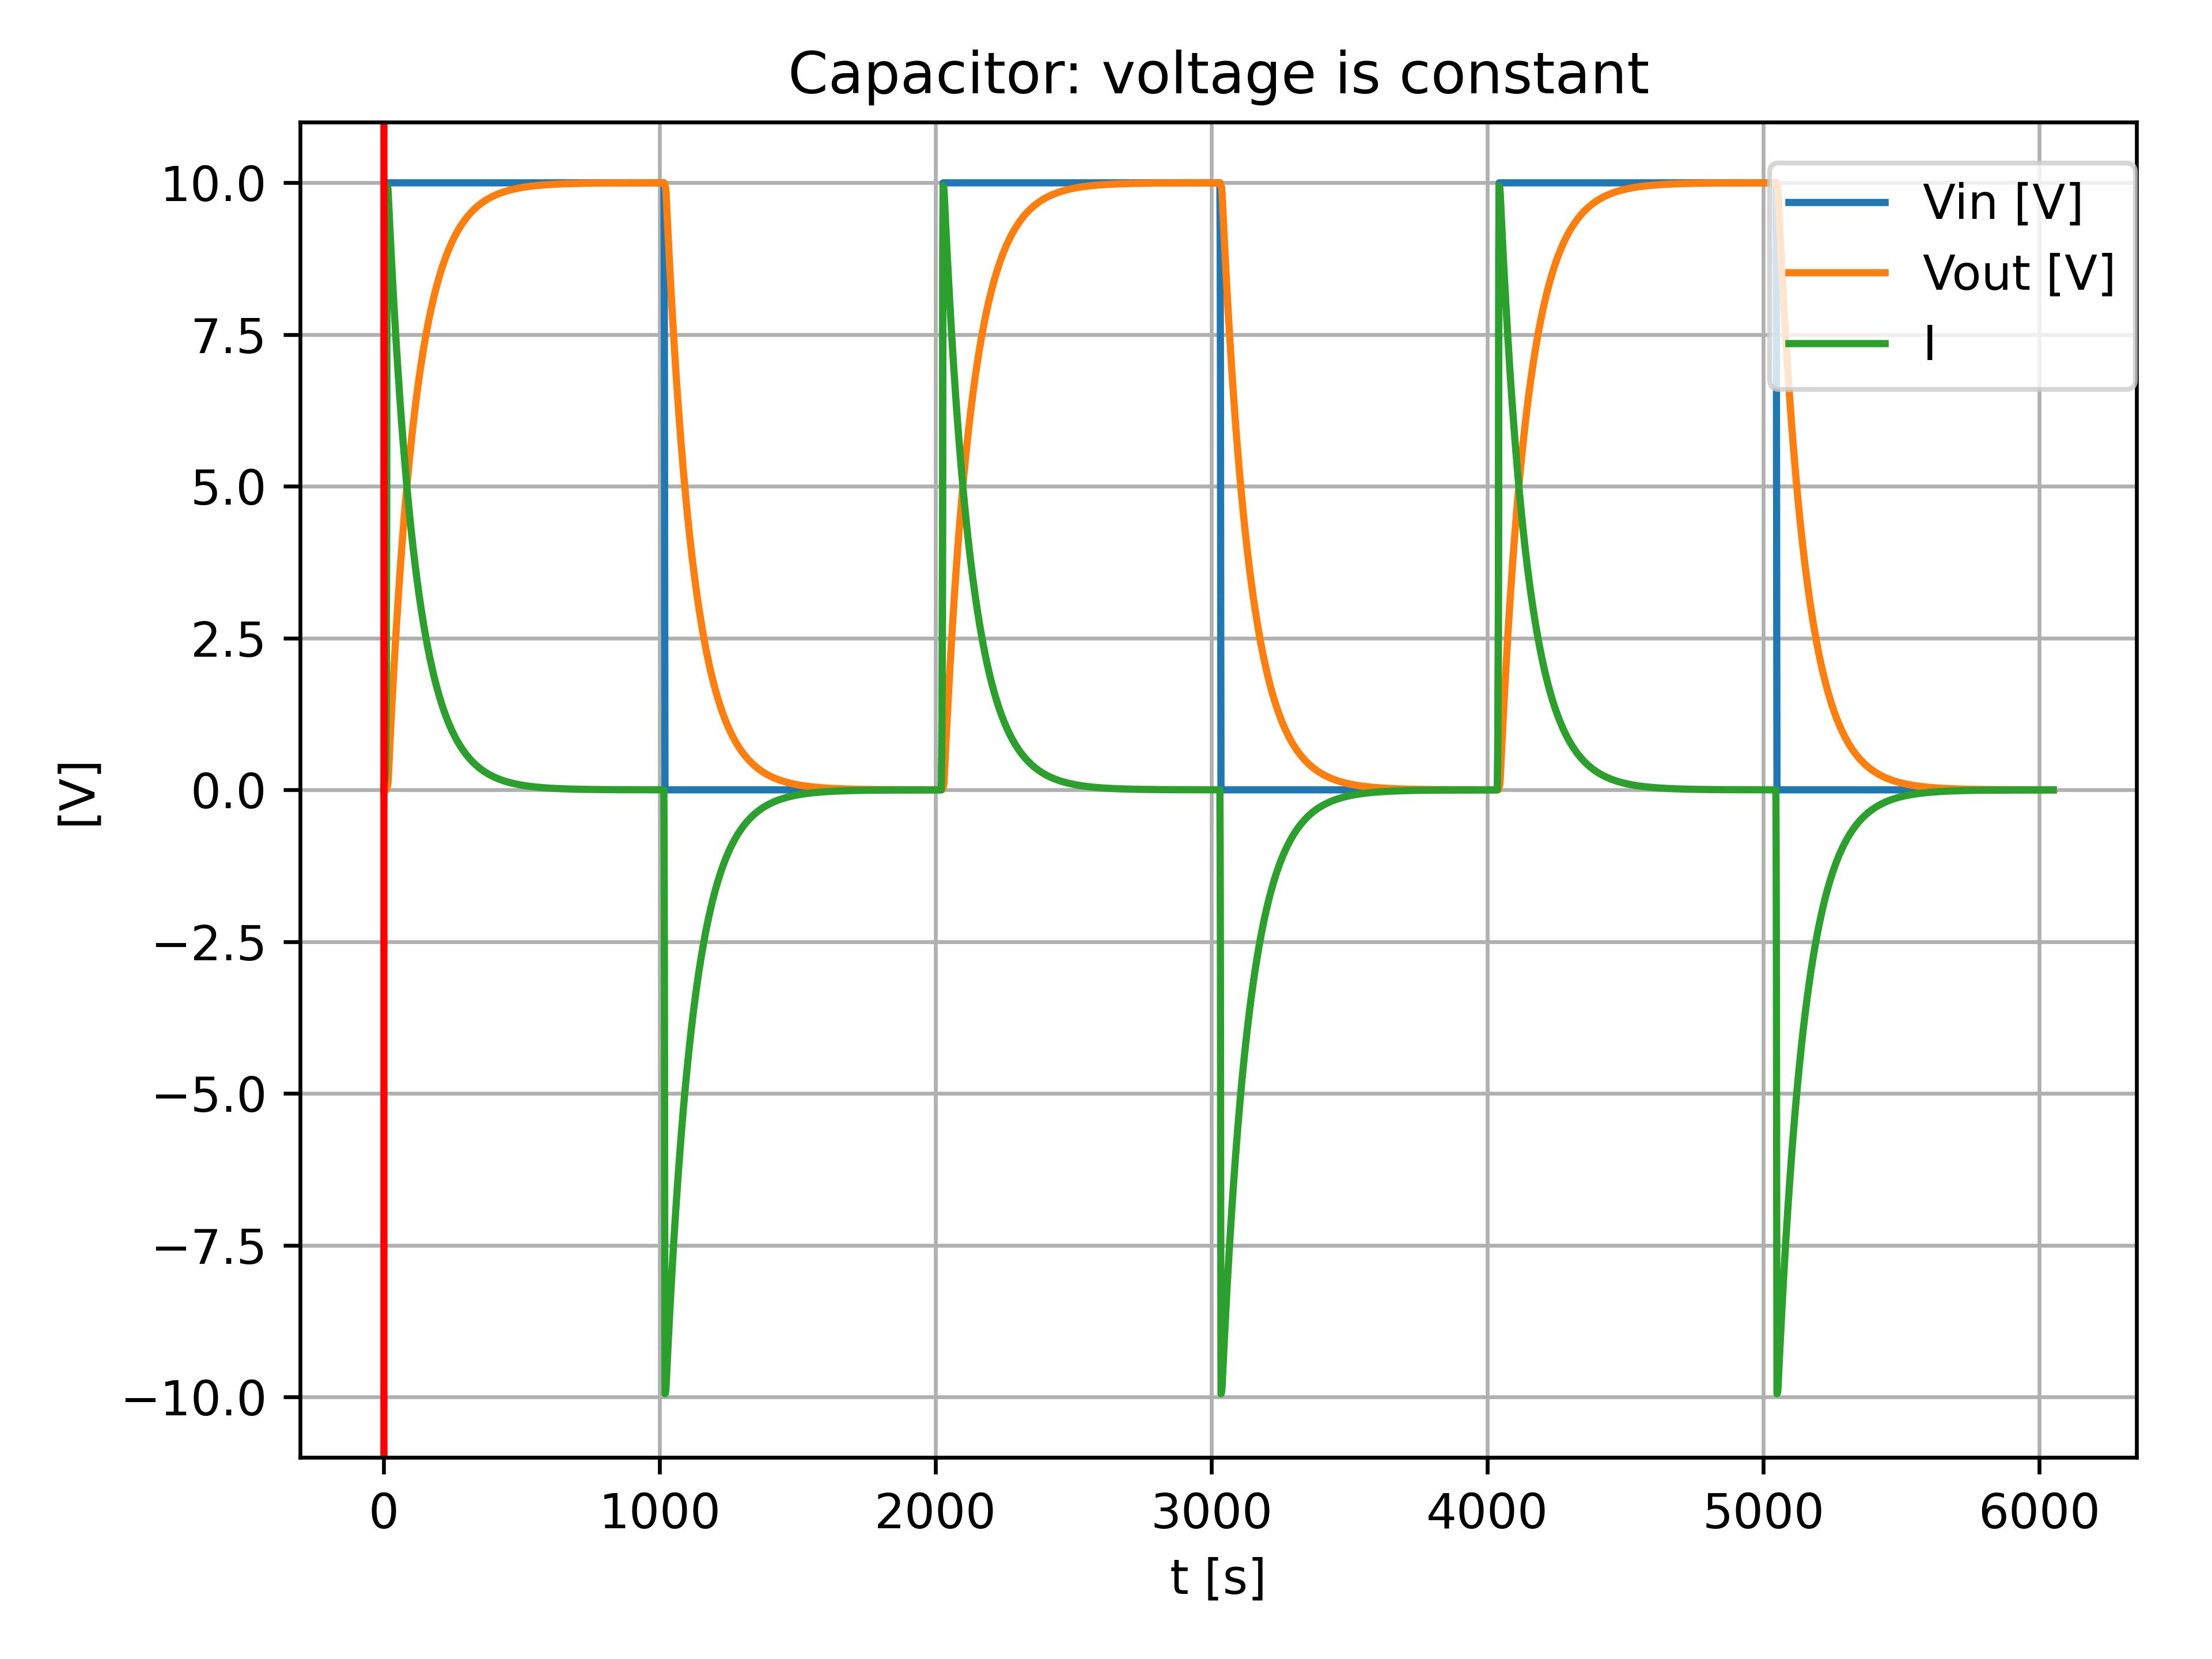 Capacitor: voltage is constant
Vin [V]
Vout [V]
I
10.0
7.5
5.0
2.5
0.0
−2.5
−5.0
−7.5
−10.0
[V]
0 1000 2000 3000 4000 5000 6000
t [s]